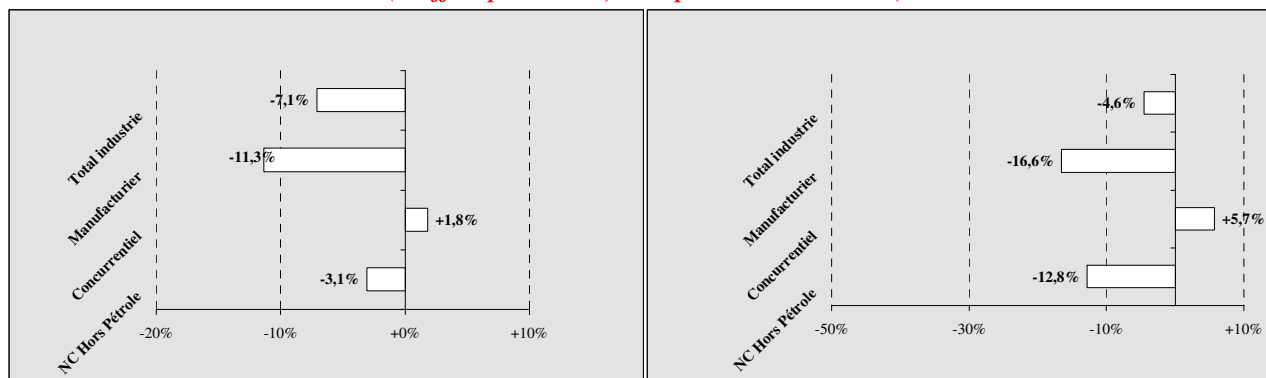 -7,1%
-11,3%
+1,8%
-3,1%
Total industrie
Manufacturier
Concurrentiel
NC Hors Pétrole
-20%
-10%
+0%
+10%
-4,6%
-16,6%
+5,7%
-12,8%
Total industrie
Manufacturier
Concurrentiel
NC Hors Pétrole
-50%
-30%
-10%
+10%